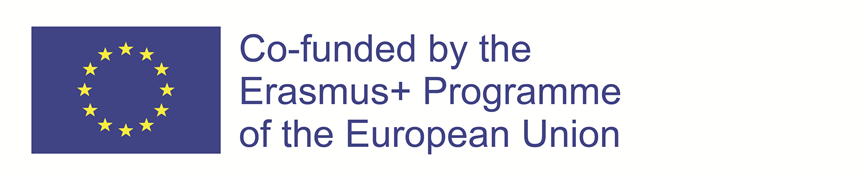 Co-funded by the
Erasmus+ Programme
of the European Union